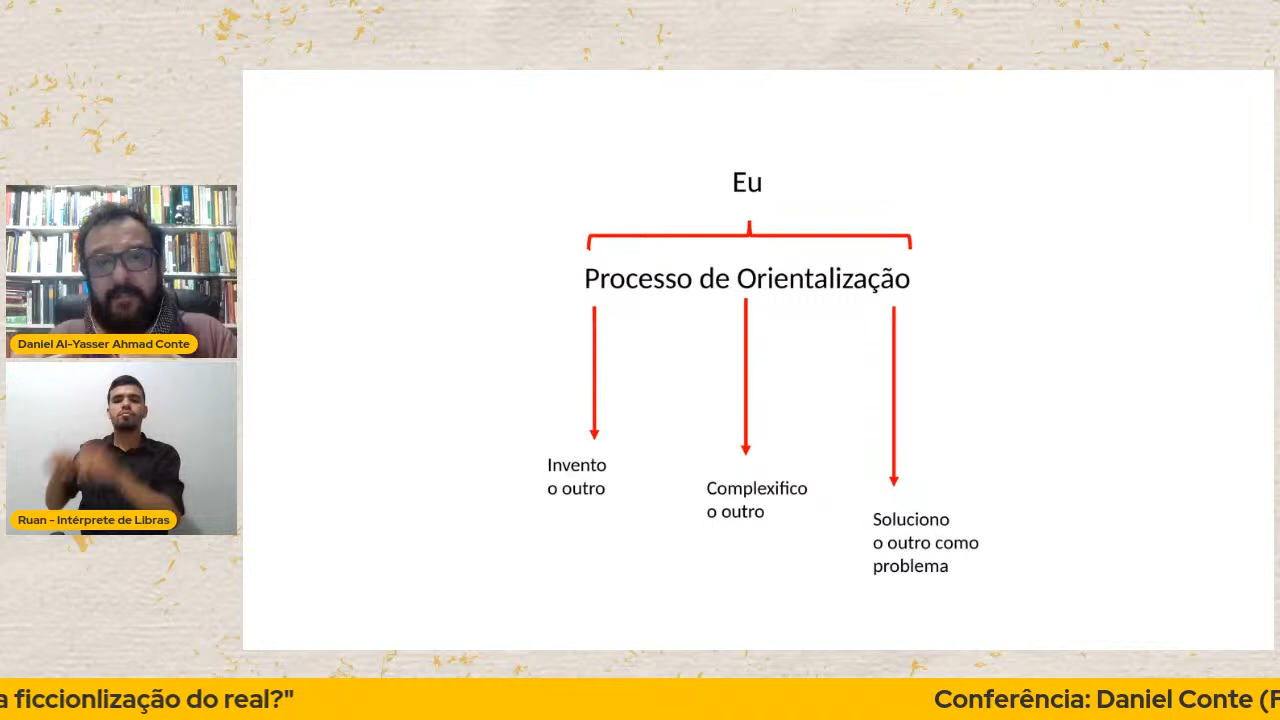 Eu
Processo de Orientalização
Invento
o outro
Complexifico
o outro
Soluciono
o outro como
problema
Daniel Al-Yasser Ahmad Conte
Ruan - Intérprete de Libras
a ficcionlização do real?"
Conferência: Daniel Conte (F